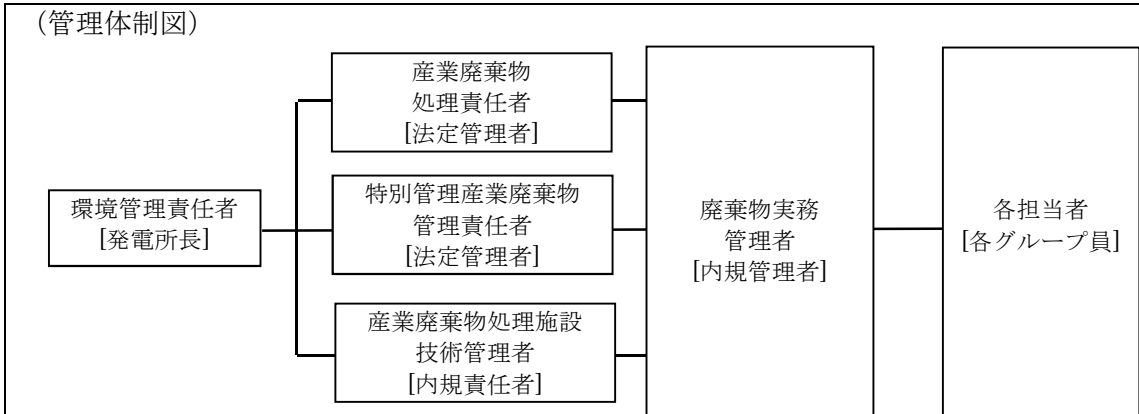 （管理体制図）
産業廃棄物
処理責任者
[法定管理者]
環境管理責任者
[発電所長]
特別管理産業廃棄物
管理責任者
[法定管理者]
産業廃棄物処理施設
技術管理者
[内規責任者]
廃棄物実務
管理者
[内規管理者]
各担当者
[各グループ員]